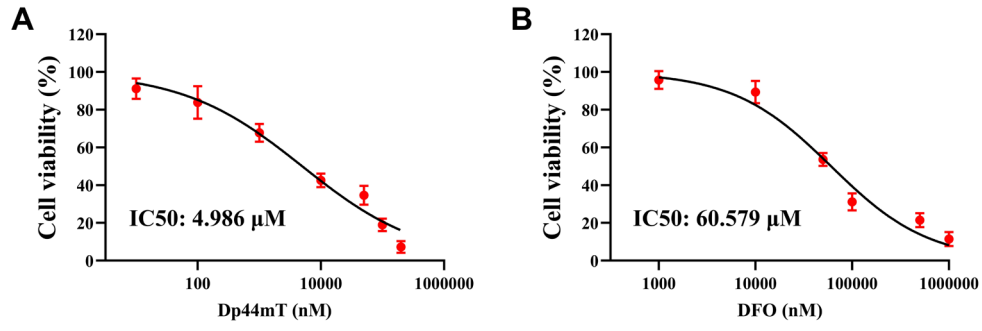 A
Cell viability (%)
120
100
80
60
40
20
0
IC50: 4.986 μM
100
10000
1000000
Dp44mT (nM)
B
Cell viability (%)
120
100
80
60
40
20
0
IC50: 60.579 μM
1000
10000
100000
1000000
DFO (nM)